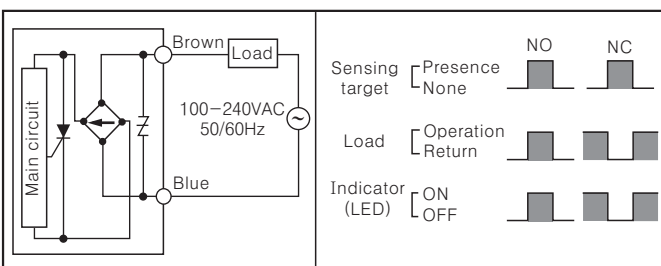 Brown
Load
100-240VAC
50/60Hz
~
Blue
Main circuit
NO
NC
Sensing target
Presence
None
Load
Operation
Return
Indicator
(LED)
ON
OFF